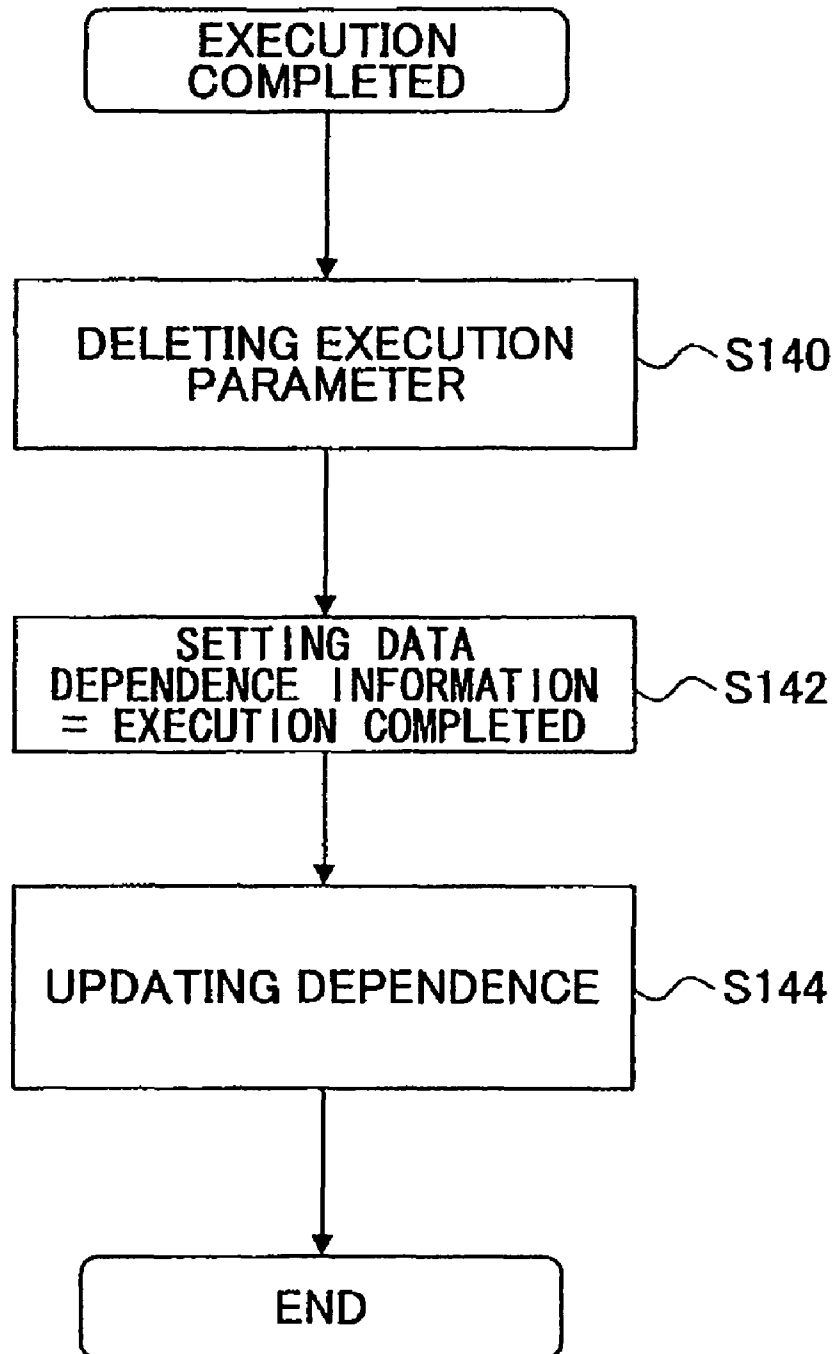 EXECUTION
COMPLETED
DELETING EXECUTION
PARAMETER
S140
SETTING DATA
DEPENDENCE INFORMATION
= EXECUTION COMPLETED
S142
UPDATING DEPENDENCE
S144
END